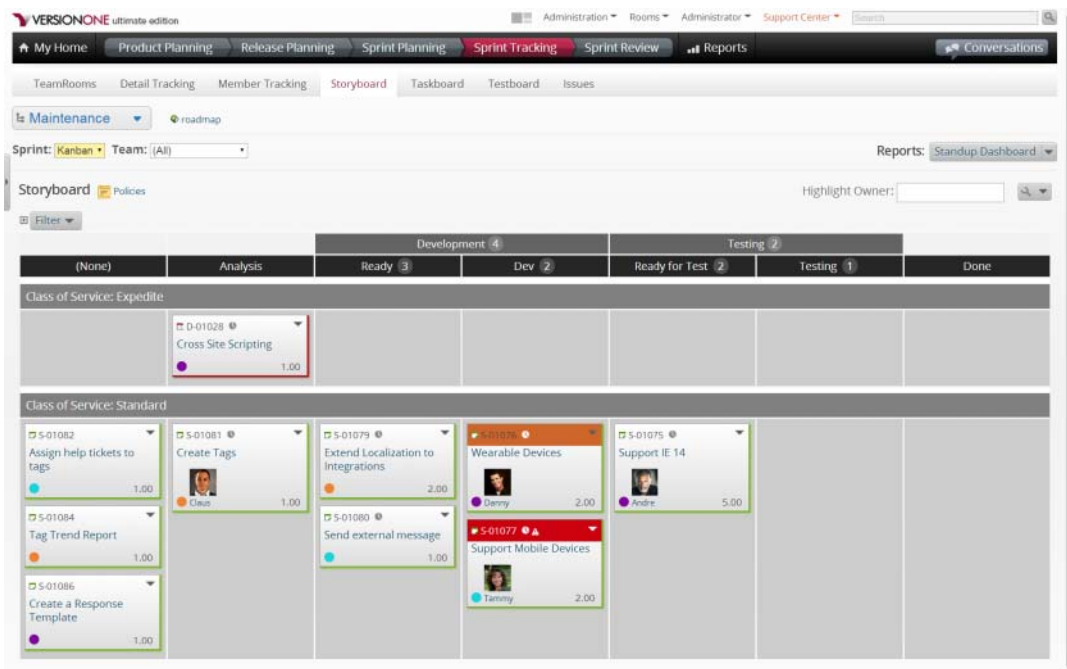 VERSIONONE ultimate edition
Administration Rooms Administrator Support Center Search
My Home Product Planning Release Planning Sprint Planning Sprint Tracking Sprint Review Reports Conversations
TeamRooms Detail Tracking Member Tracking Storyboard Taskboard Testboard Issues
Maintenance roadmap
Sprint: Kanban Team: (All) Reports: Standup Dashboard
Storyboard Policies Highlight Owner:
Filter
Development 4 Testing 2
(None) Analysis Ready 3 Dev 2 Ready for Test 2 Testing 1 Done
Class of Service: Expedite
D-01028
Cross Site Scripting
1.00
Class of Service: Standard
S-01082
Assign help tickets to
tags
1.00
S-01084
Tag Trend Report
1.00
S-01086
Create a Response
Template
1.00
S-01081
Create Tags
Claus 1.00
S-01079
Extend Localization to
Integrations
2.00
S-01080
Send external message
1.00
S-01076
Wearable Devices
Danny 2.00
S-01077
Support Mobile Devices
Tammy 2.00
S-01075
Support IE 14
Andre 5.00